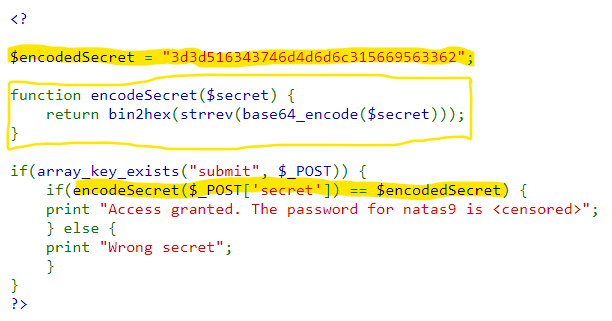 <?
$encodedSecret = "3d3d516343746d4d6d6c315669563362";
function encodeSecret($secret) {
return bin2hex(strrev(base64_encode($secret)));
}
if(array_key_exists("submit", $_POST)) {
if(encodeSecret($_POST['secret']) == $encodedSecret) {
print "Access granted. The password for natas9 is <censored>";
} else {
print "Wrong secret";
}
}
?>